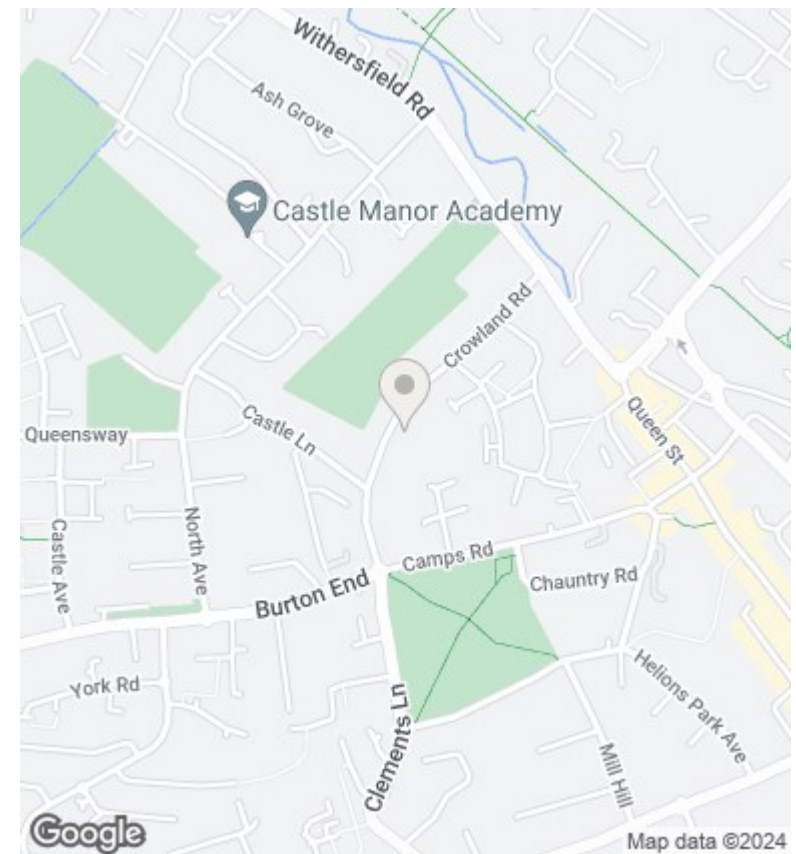 Withersfield Rd
Ash Grove
Castle Manor Academy
Crowland Rd
Queen St
Castle Ln
Queensway
Castle Ave
North Ave
Camps Rd
Chauntry Rd
Burton End
York Rd
Helions Park Ave
Clements Ln
Mill Hill
Google
Map data ©2024